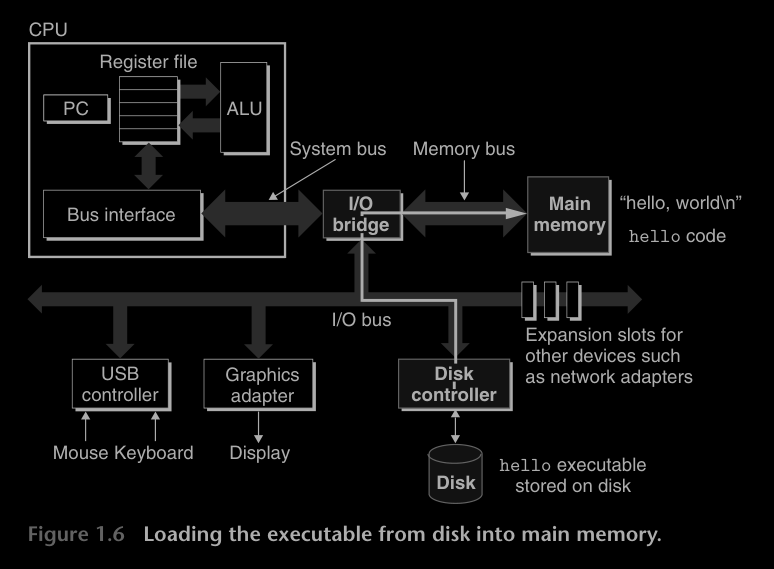 CPU
Register file
PC
ALU
System bus
Memory bus
Bus interface
I/O
bridge
Main
memory
“hello, world\n”
hello code
I/O bus
Expansion slots for
other devices such
as network adapters
USB
controller
Graphics
adapter
Disk
controller
Mouse Keyboard
Display
Disk
hello executable
stored on disk
Figure 1.6 Loading the executable from disk into main memory.